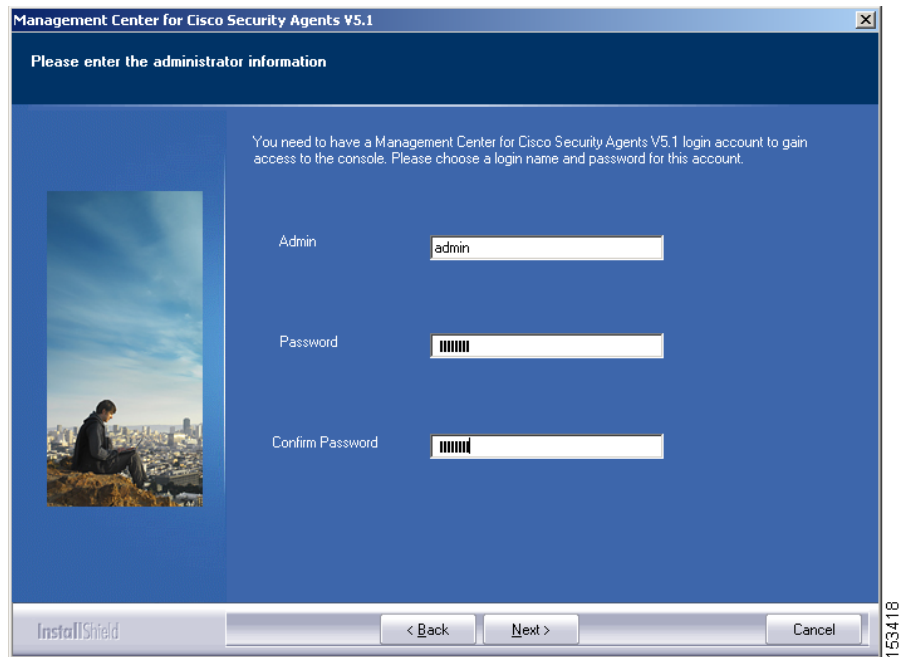 Management Center for Cisco Security Agents V5.1
Please enter the administrator information
You need to have a Management Center for Cisco Security Agents V5.1 login account to gain
access to the console. Please choose a login name and password for this account.
Admin
admin
Password
Confirm Password
InstallShield
< Back
Next >
Cancel
153418